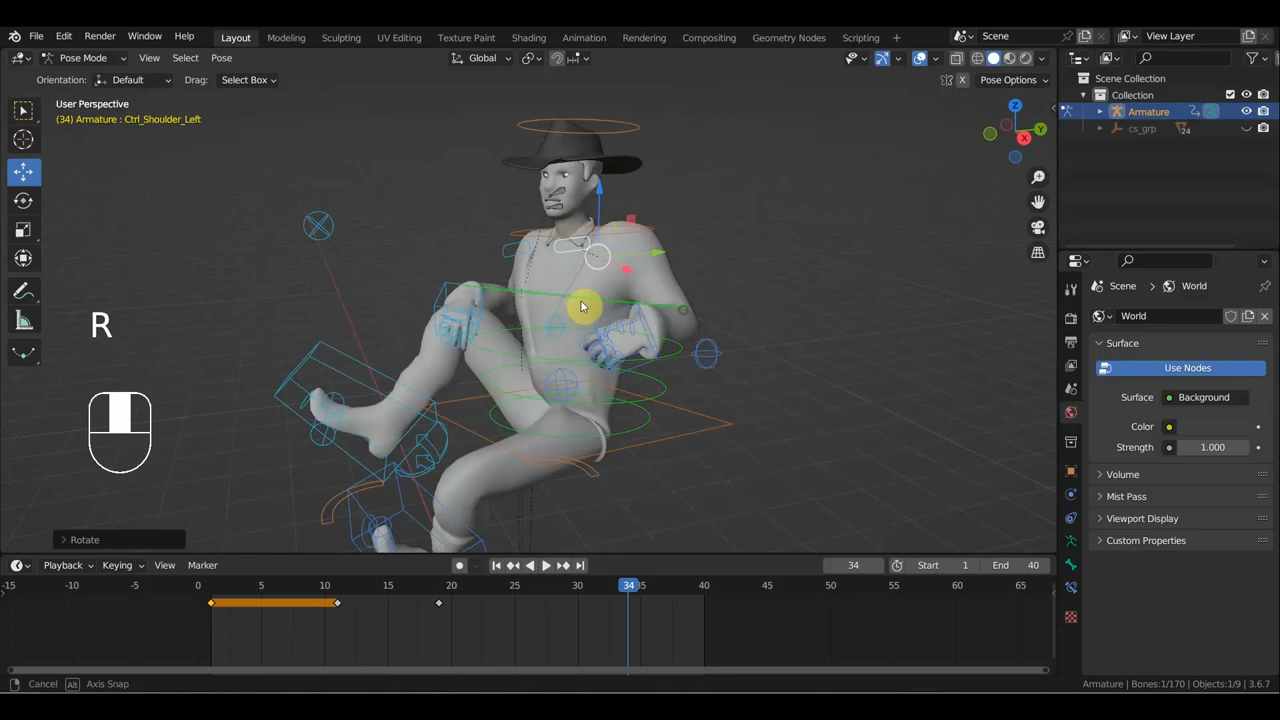 File Edit Render Window Help Layout Modeling Sculpting UV Editing Texture Paint Shading Animation Rendering Compositing Geometry Nodes Scripting + Scene View Layer
Pose Mode View Select Pose Global
Orientation: Default Drag: Select Box X Pose Options
Scene Collection
Collection
Armature
cs_grp 24
User Perspective
(34) Armature : Ctrl_Shoulder_Left
Z
Y
X
R
Rotate
Scene World
World
Surface
Use Nodes
Surface Background
Color
Strength 1.000
Volume
Mist Pass
Viewport Display
Custom Properties
Playback Keying View Marker 34 Start 1 End 40
-15 -10 -5 0 5 10 15 20 25 34 35 40 45 50 55 60 65
Cancel Alt Axis Snap Armature | Bones:1/170 | Objects:1/9 | 3.6.7